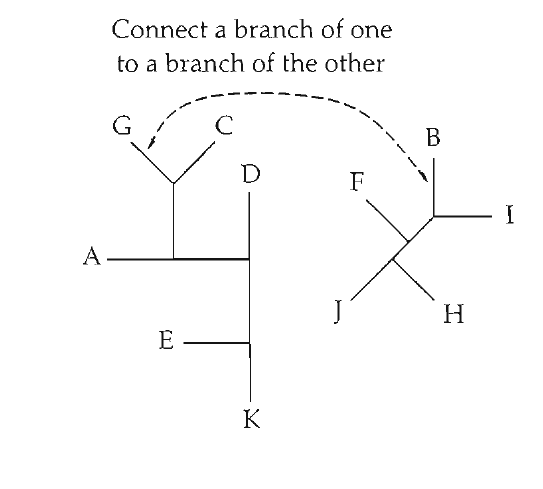 Connect a branch of one
to a branch of the other
G
C
B
D
F
I
A
J
H
E
K